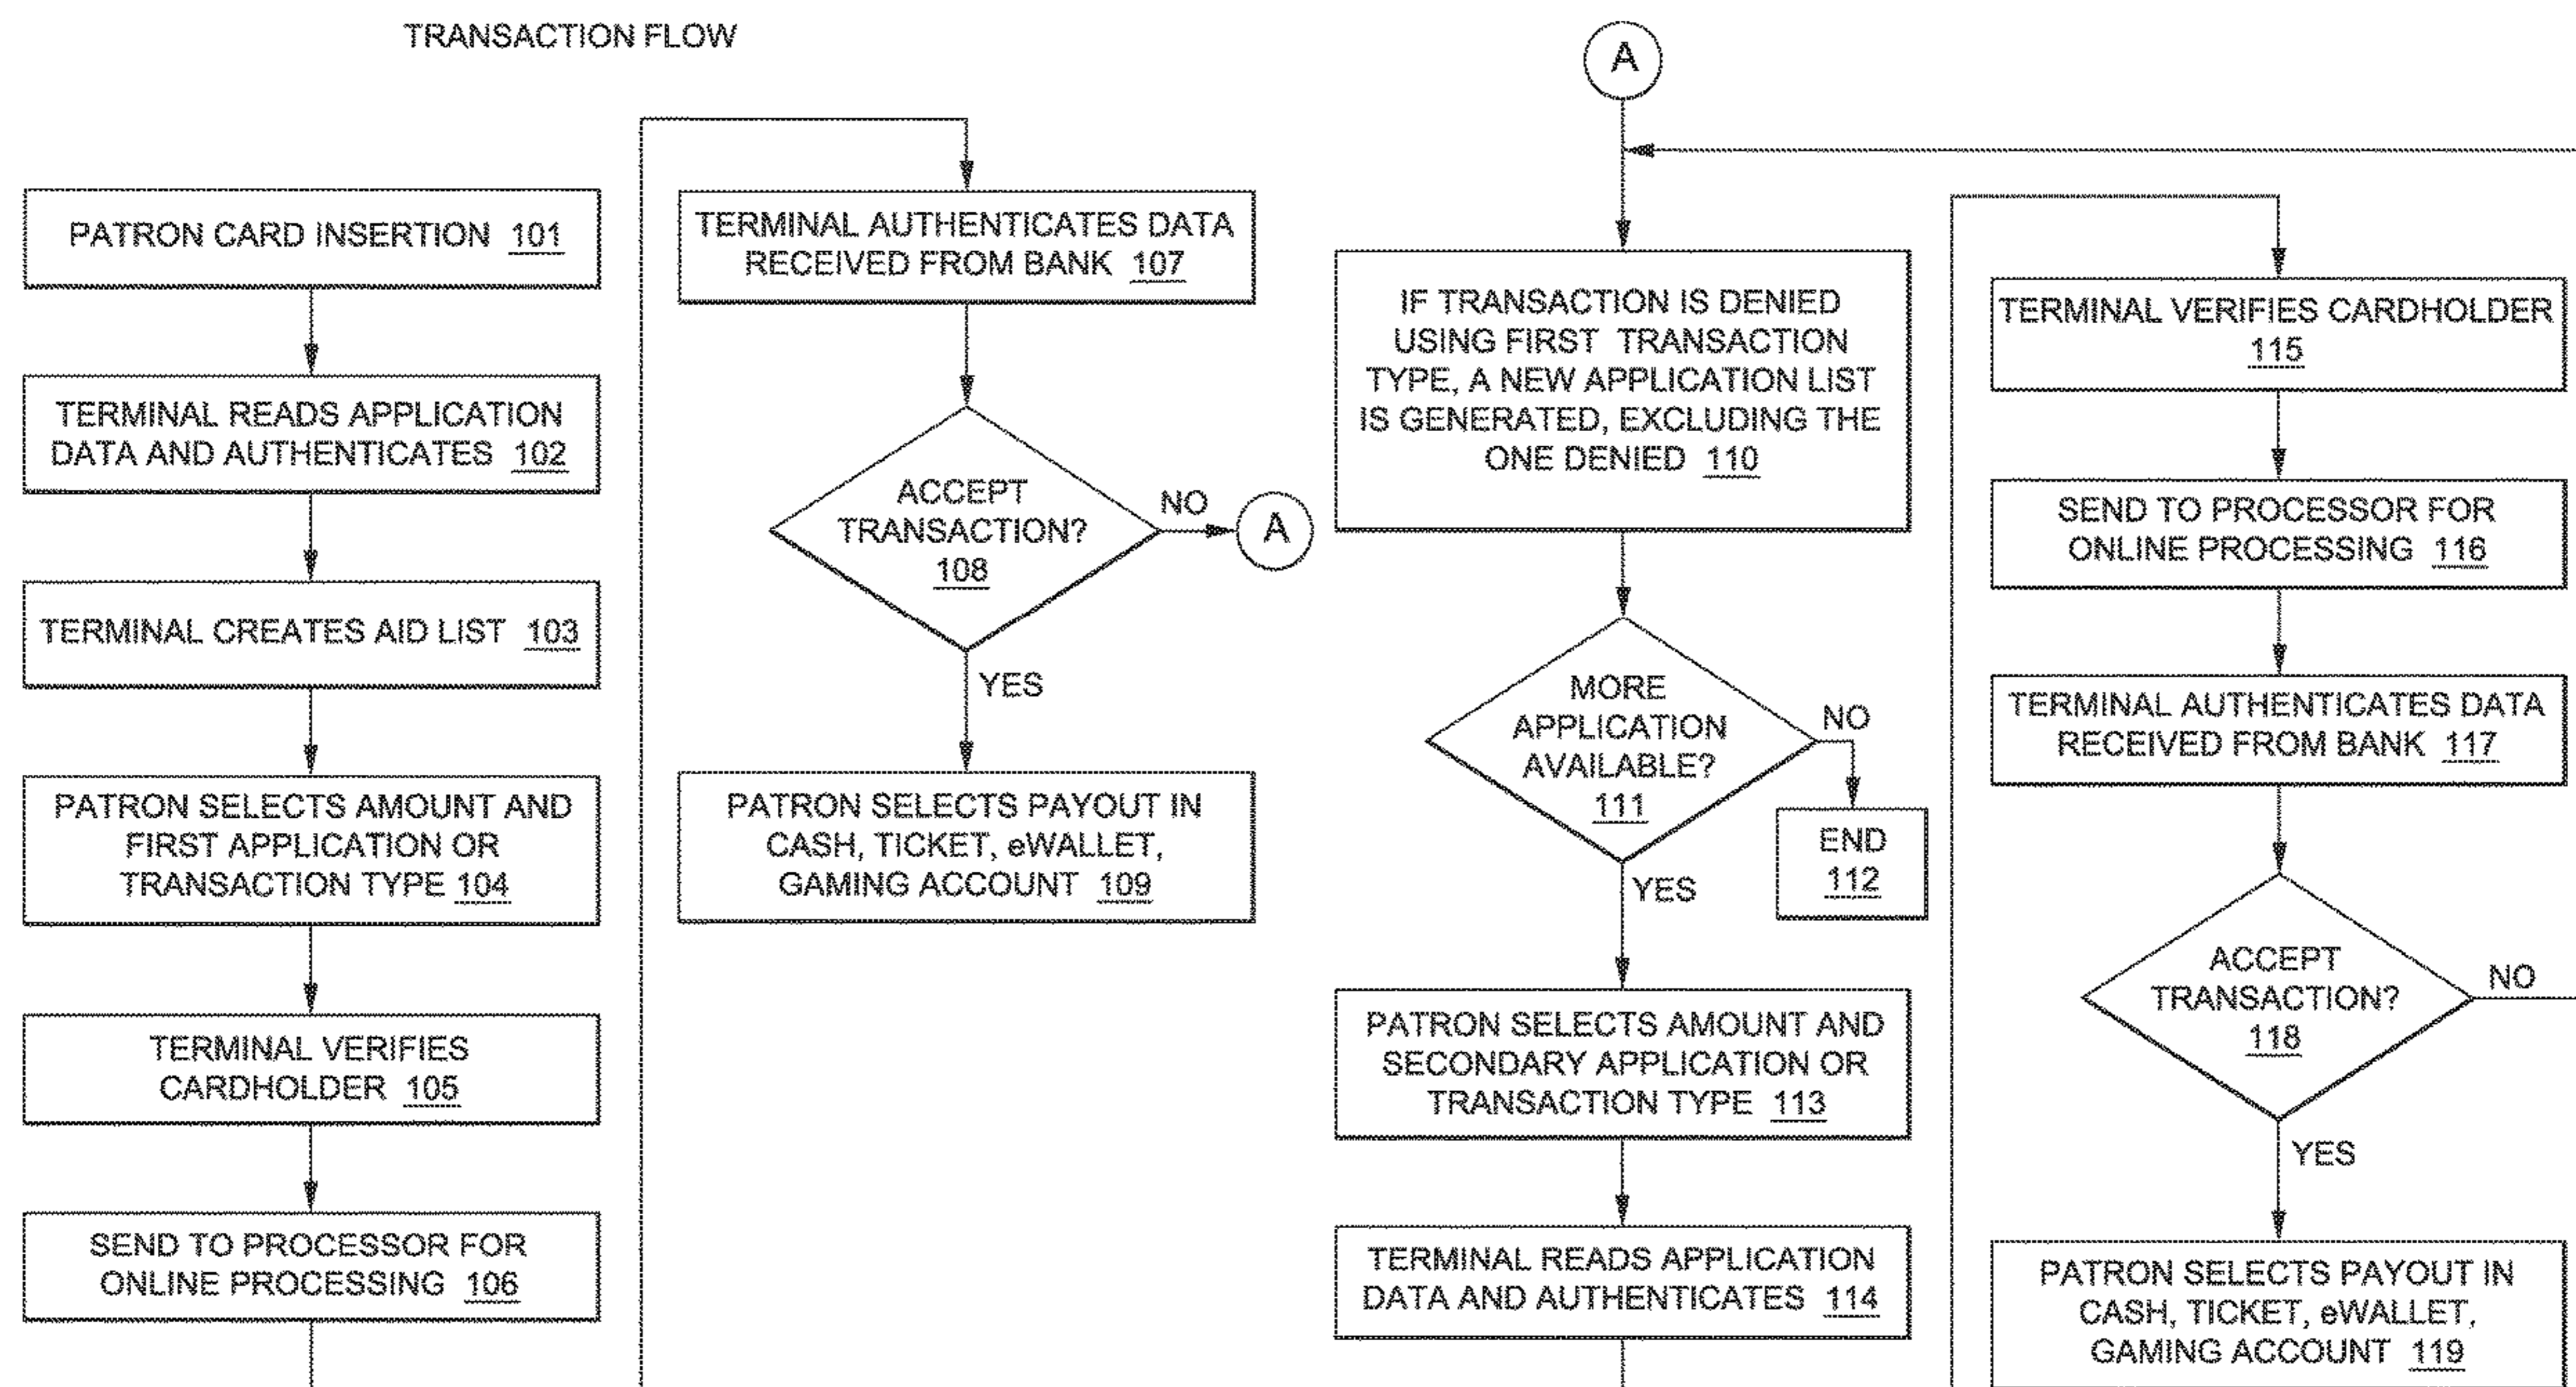 TRANSACTION FLOW
PATRON CARD INSERTION 101
TERMINAL READS APPLICATION
DATA AND AUTHENTICATES 102
TERMINAL CREATES AID LIST 103
PATRON SELECTS AMOUNT AND
FIRST APPLICATION OR
TRANSACTION TYPE 104
TERMINAL VERIFIES
CARDHOLDER 105
SEND TO PROCESSOR FOR
ONLINE PROCESSING 106
TERMINAL AUTHENTICATES DATA
RECEIVED FROM BANK 107
ACCEPT
TRANSACTION?
108
NO
A
YES
PATRON SELECTS PAYOUT IN
CASH, TICKET, eWALLET,
GAMING ACCOUNT 109
A
IF TRANSACTION IS DENIED
USING FIRST TRANSACTION
TYPE, A NEW APPLICATION LIST
IS GENERATED, EXCLUDING THE
ONE DENIED 110
MORE
APPLICATION
AVAILABLE?
111
NO
END
112
YES
PATRON SELECTS AMOUNT AND
SECONDARY APPLICATION OR
TRANSACTION TYPE 113
TERMINAL READS APPLICATION
DATA AND AUTHENTICATES 114
TERMINAL VERIFIES CARDHOLDER
115
SEND TO PROCESSOR FOR
ONLINE PROCESSING 116
TERMINAL AUTHENTICATES DATA
RECEIVED FROM BANK 117
ACCEPT
TRANSACTION?
118
NO
YES
PATRON SELECTS PAYOUT IN
CASH, TICKET, eWALLET,
GAMING ACCOUNT 119